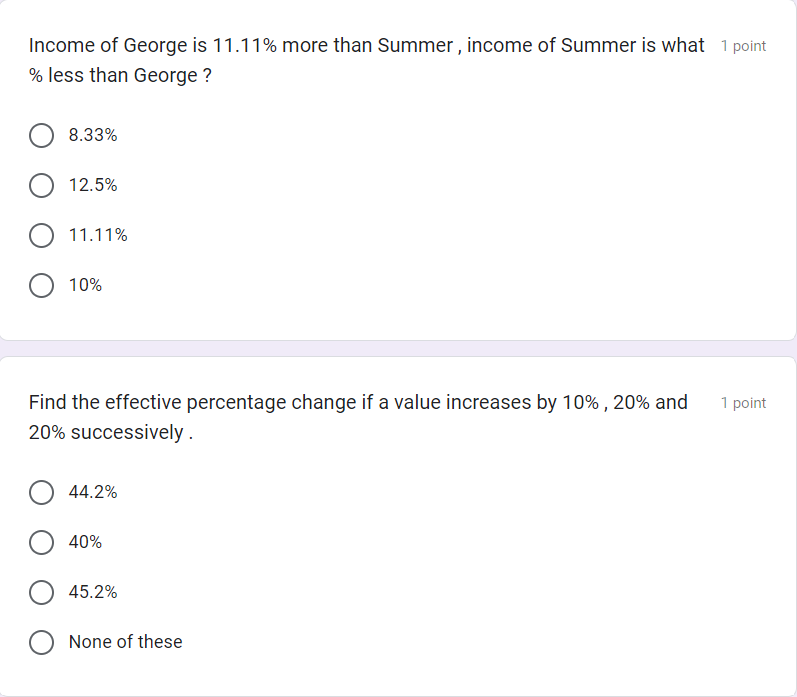 Income of George is 11.11% more than Summer , income of Summer is what 1 point
% less than George ?
8.33%
12.5%
11.11%
10%
Find the effective percentage change if a value increases by 10% , 20% and 1 point
20% successively .
44.2%
40%
45.2%
None of these